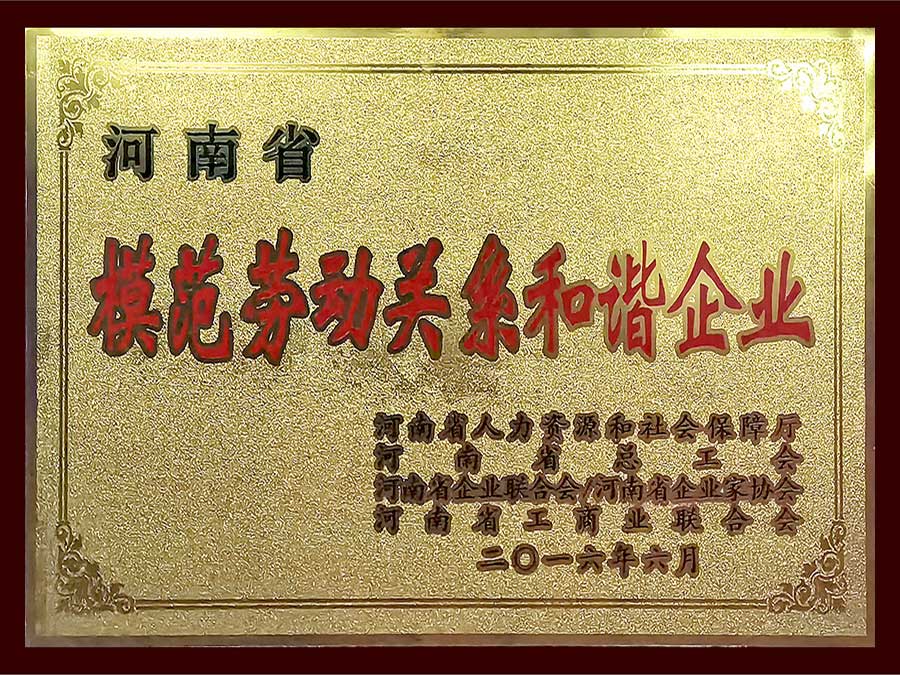 河南省
模范劳动关系和谐企业
河南省人力资源和社会保障厅
河南省总工会
河南省企业联合会/河南省企业家协会
河南省工商业联合会
二〇一六年六月